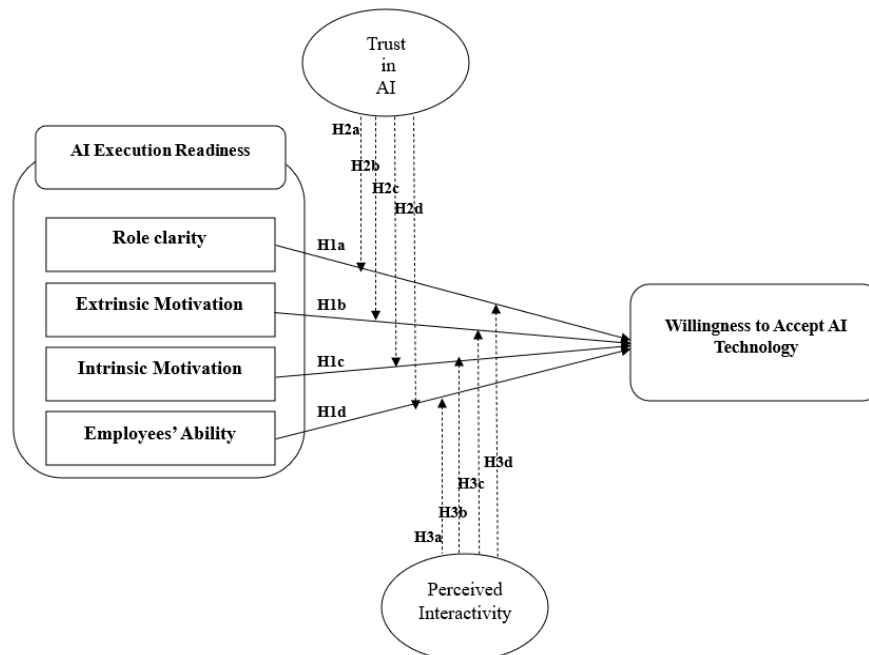 Trust
in
AI
H2a
H2b
H2c
H2d
AI Execution Readiness
Role clarity
H1a
Extrinsic Motivation
H1b
Intrinsic Motivation
H1c
Employees’ Ability
H1d
Willingness to Accept AI
Technology
H3d
H3c
H3b
H3a
Perceived
Interactivity